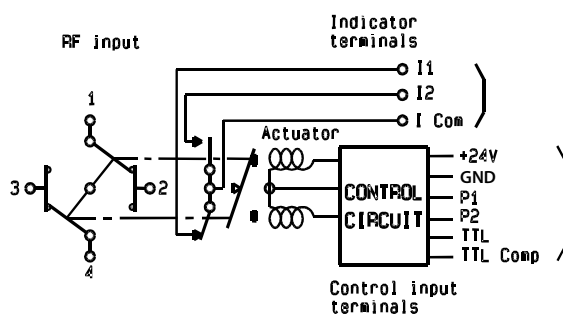 Indicator
terminals
RF input
I1
I2
I Com
1
Actuator
3
2
4
CONTROL
CIRCUIT
+24V
GND
P1
P2
TTL
TTL Comp
Control input
terminals